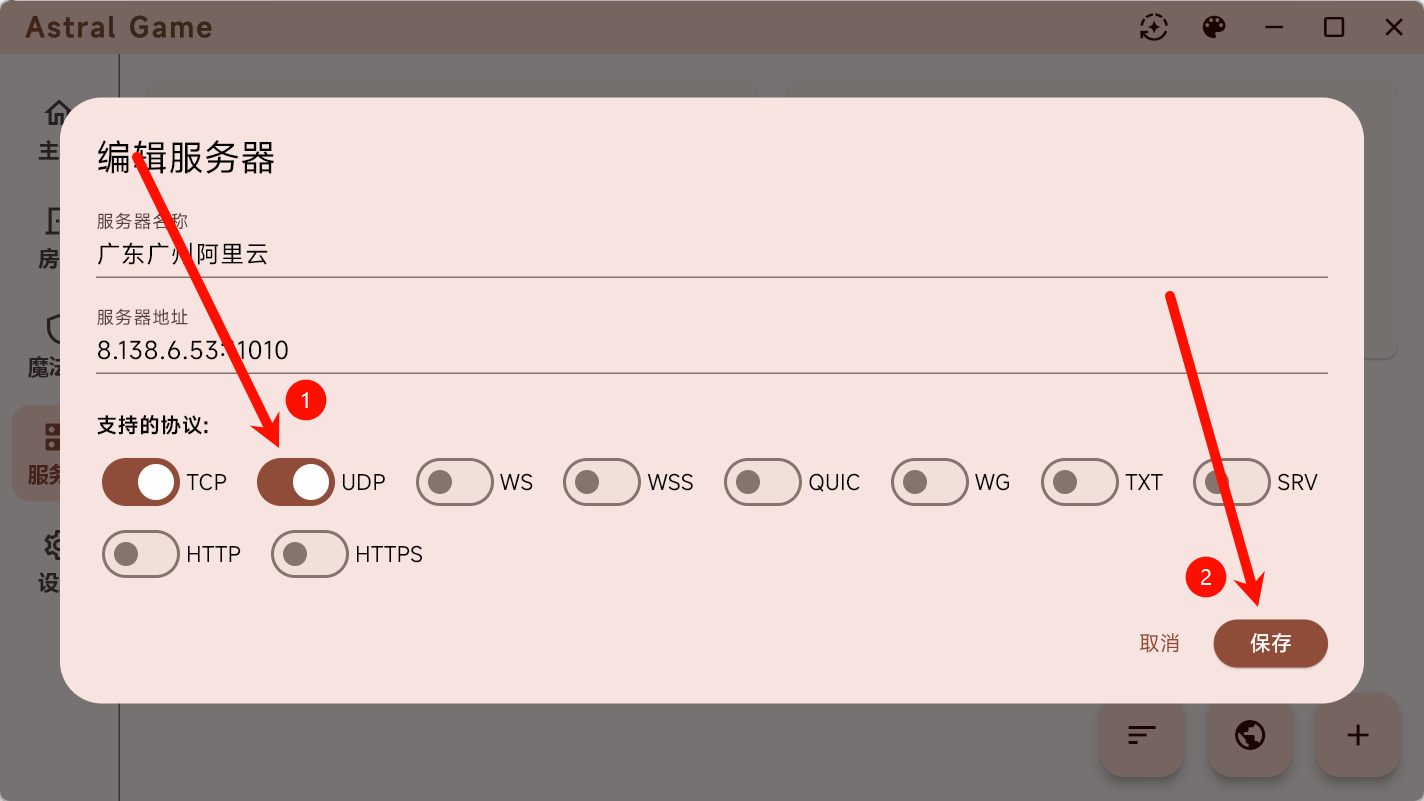 Astral Game
主
编辑服务器
服务器名称
广东广州阿里云
房
服务器地址
8.138.6.53:11010
魔法
1
支持的协议:
服务
TCP UDP WS WSS QUIC WG TXT SRV
HTTP HTTPS
设
2
取消 保存